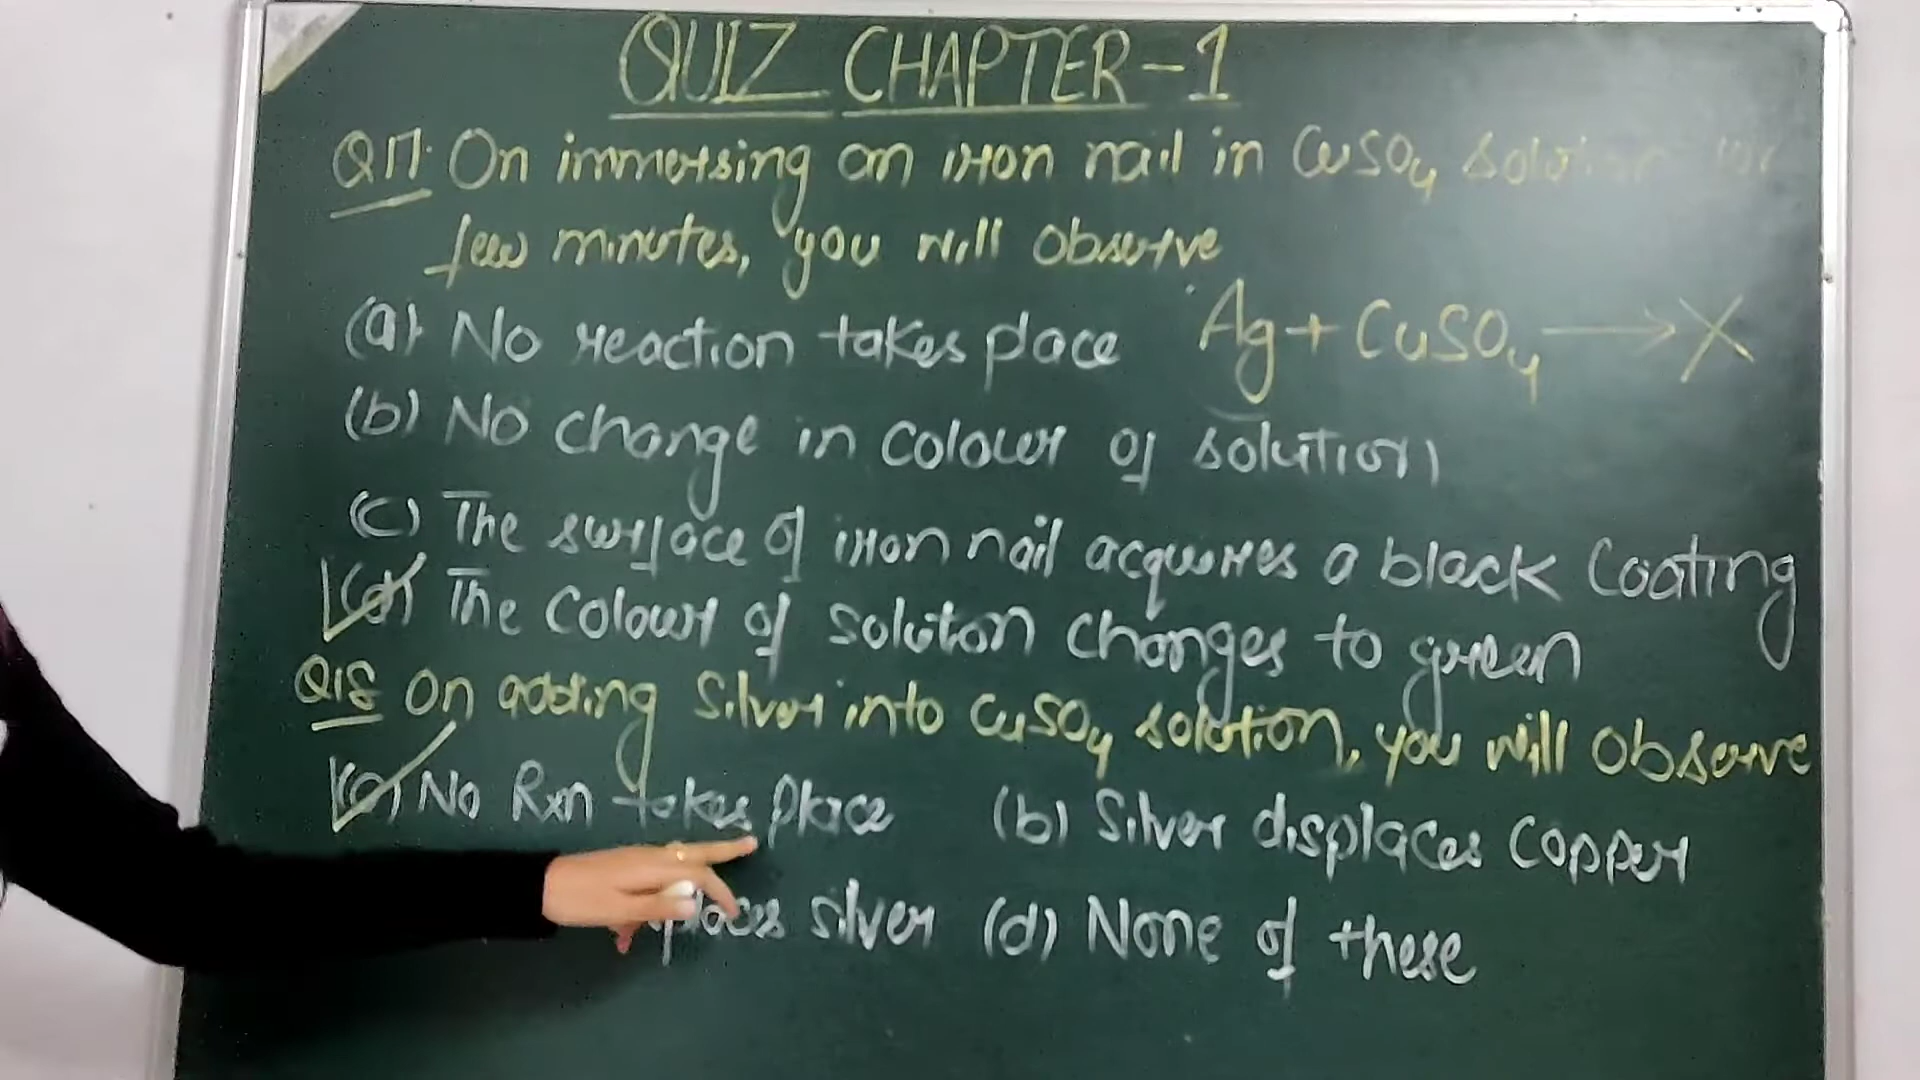 QUIZ CHAPTER-1
Q17. On immersing an iron nail in CuSO4 solution for
few minutes, you will observe
(a) No reaction takes place
Ag + CuSO4 ⟶ X
(b) No change in colour of solution
(c) The surface of iron nail acquires a black coating
(d) The colour of soluton changes to green
Q18 On adding Silver into CuSO4 solution, you will observe
(a) No Rxn takes place (b) Silver displaces Copper
places silver (d) None of these